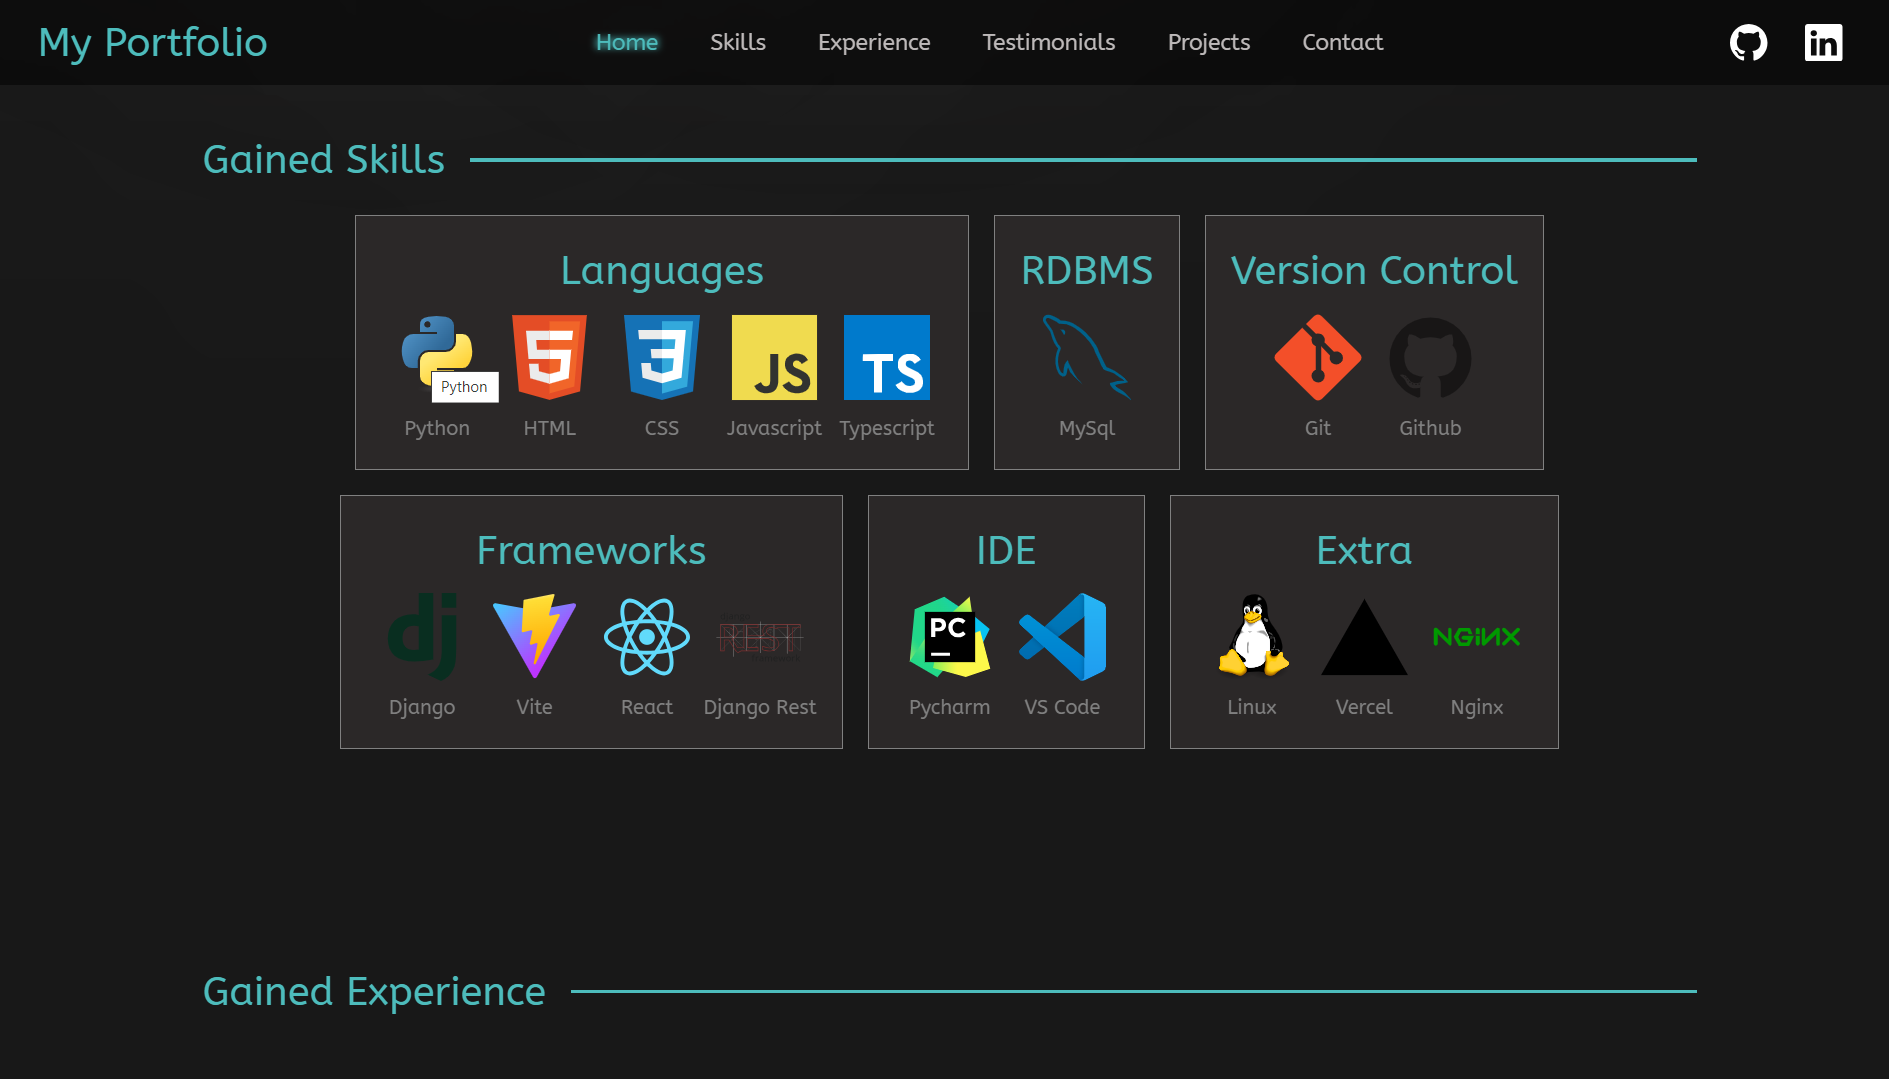 My Portfolio Home Skills Experience Testimonials Projects Contact in
Gained Skills
Languages RDBMS Version Control
5 3 JS TS
Python
Python HTML CSS Javascript Typescript MySql Git Github
Frameworks IDE Extra
dj PC NGINX
Django Vite React Django Rest Pycharm VS Code Linux Vercel Nginx
Gained Experience